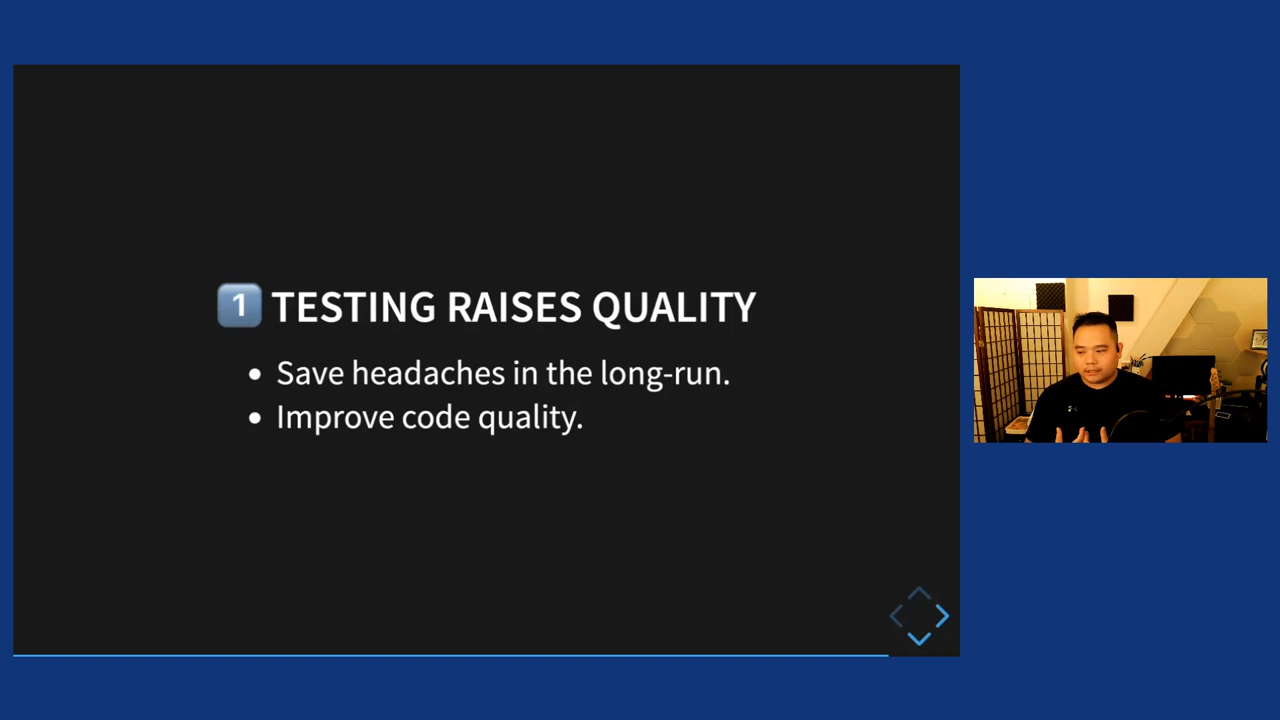 1 TESTING RAISES QUALITY
Save headaches in the long-run.
Improve code quality.